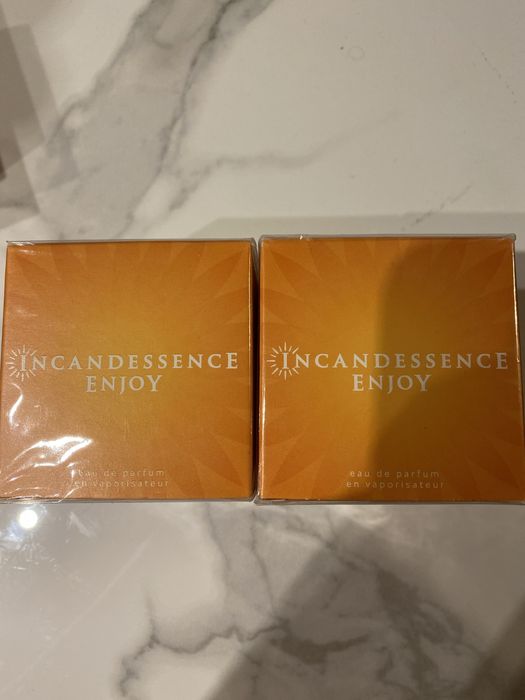 INCANDESSENCE
ENJOY
eau de parfum
en vaporisateur
INCANDESSENCE
ENJOY
eau de parfum
en vaporisateur